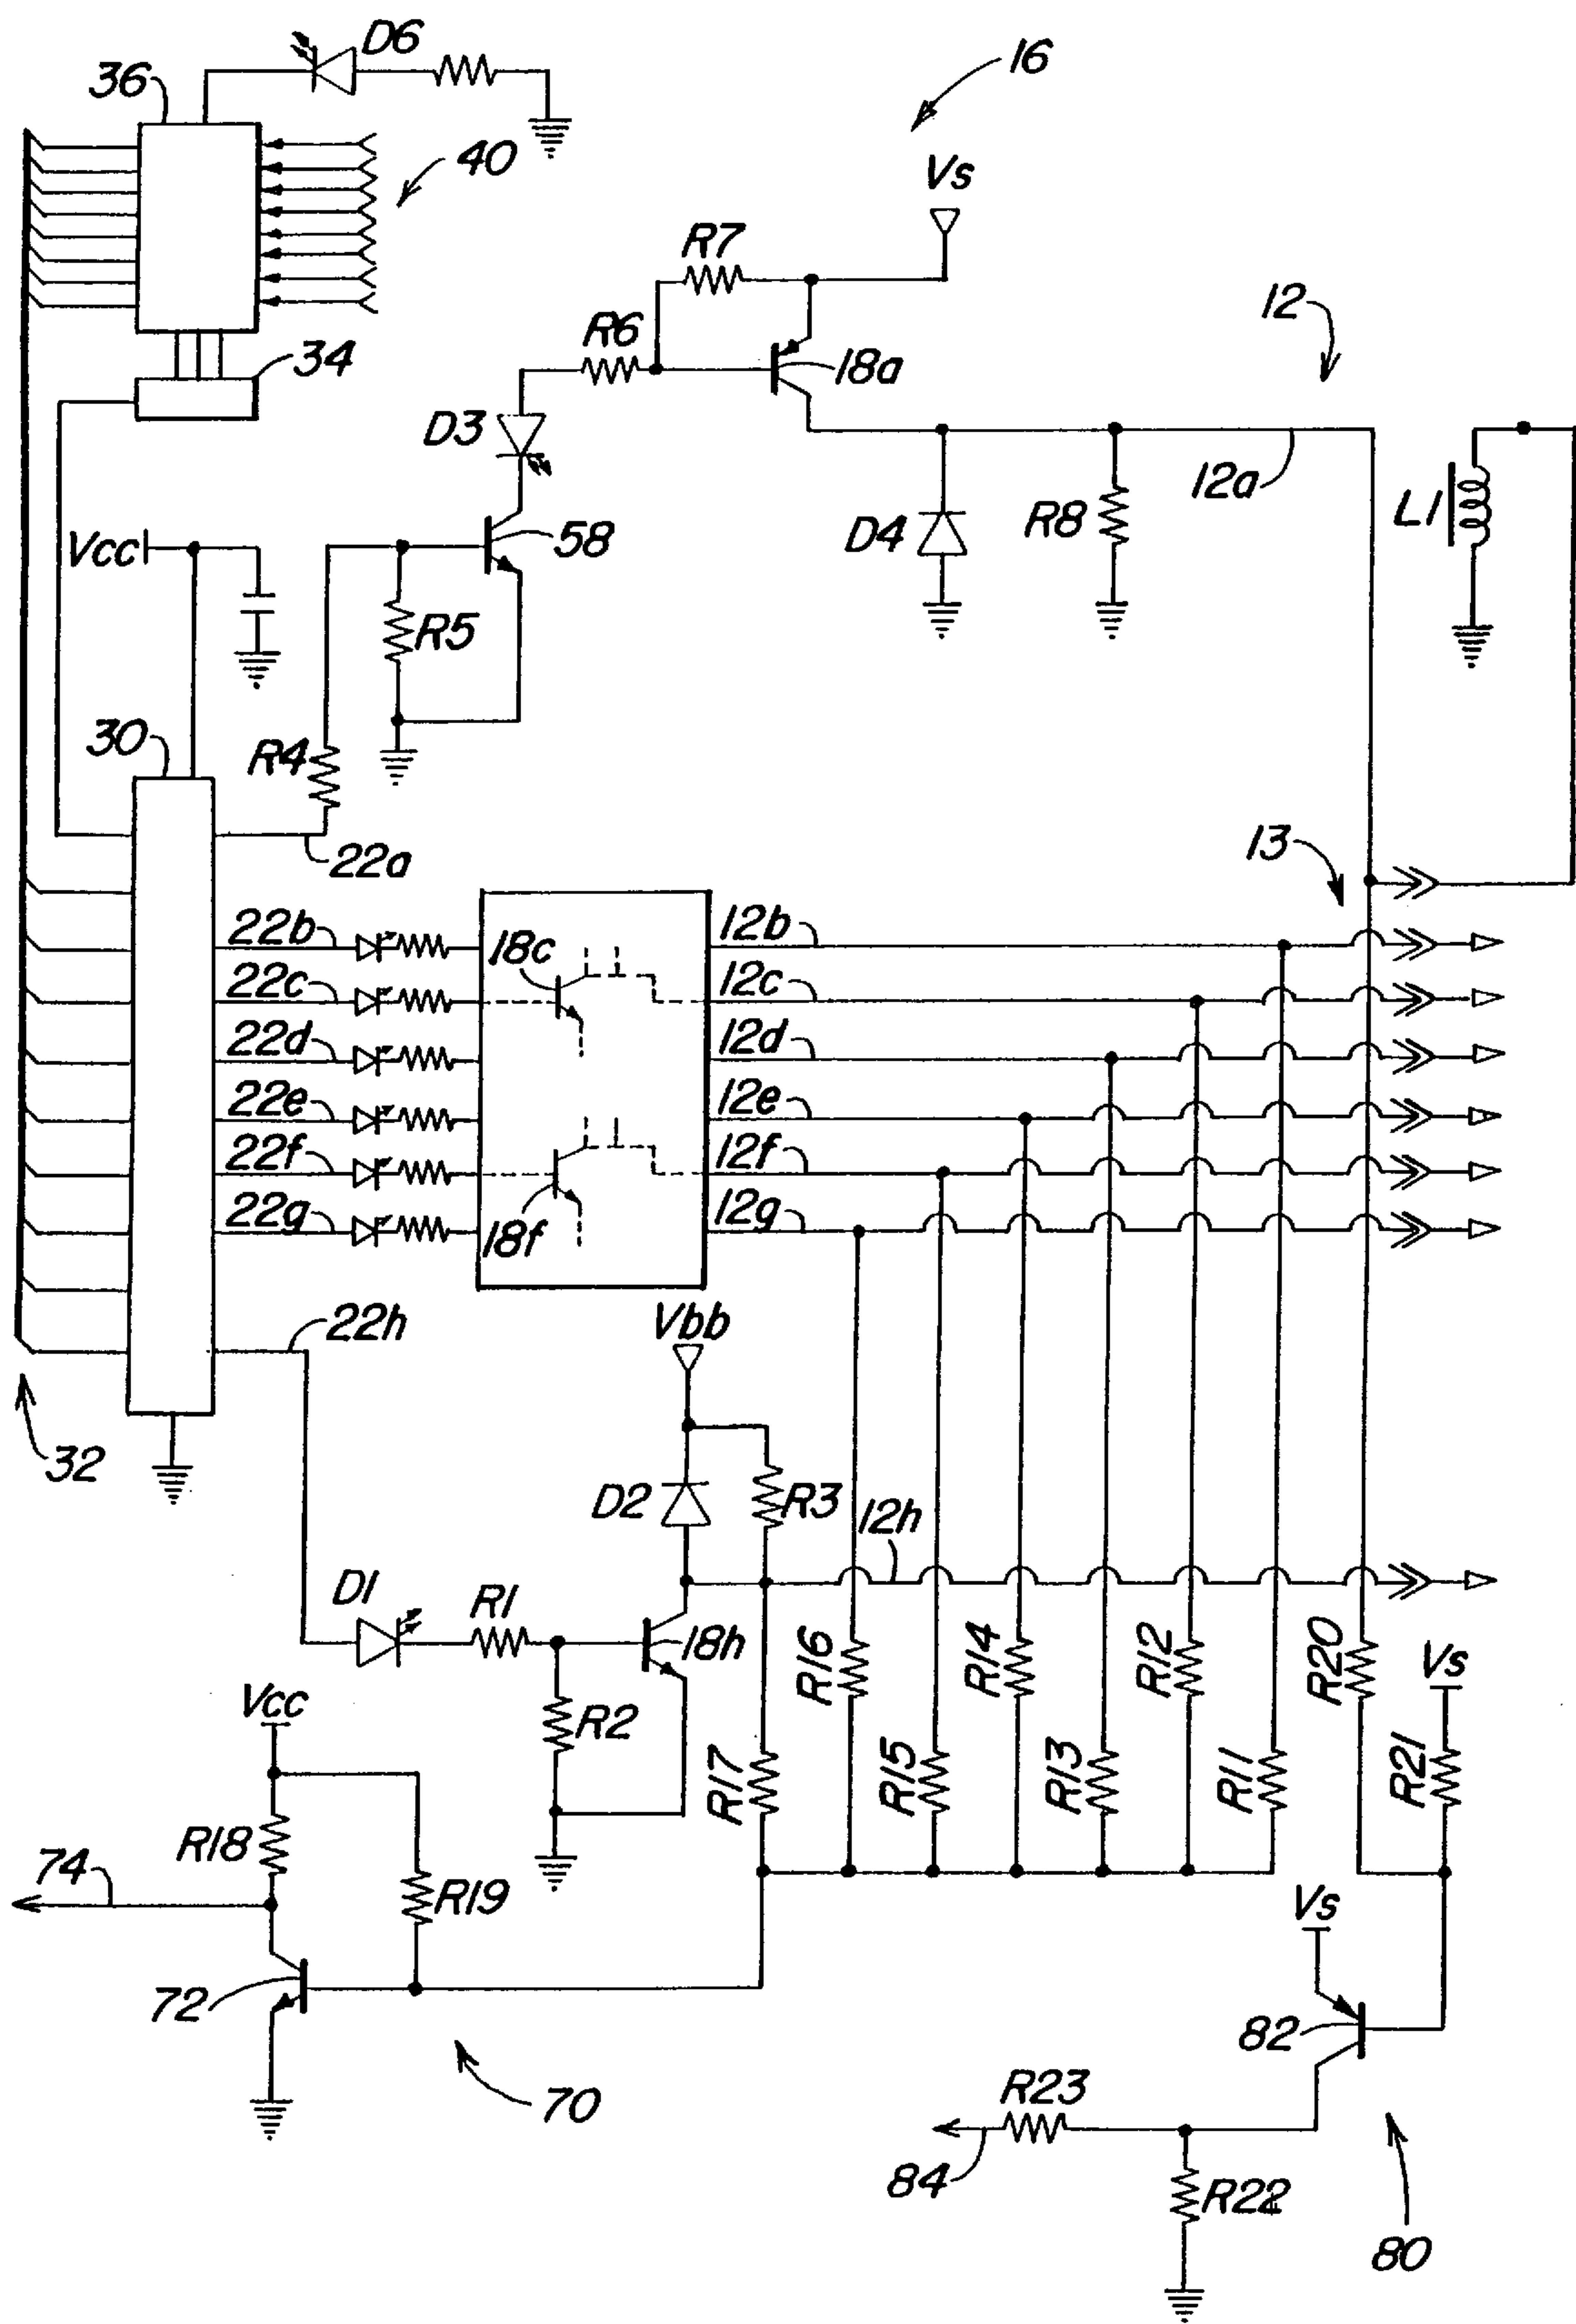 D6
16
36
40
Vs
R7
12
R6
34
18a
D3
12a
L1
D4
R8
Vcc
58
R5
30
R4
13
22a
22b
12b
18c
22c
12c
22d
12d
22e
12e
22f
12f
22g
12g
18f
22h
Vbb
32
D2
R3
12h
D1
R1
18h
R16
R14
R12
R20
Vs
Vcc
R2
R17
R15
R13
R11
R21
R18
74
R19
Vs
72
82
70
R23
84
R22
80